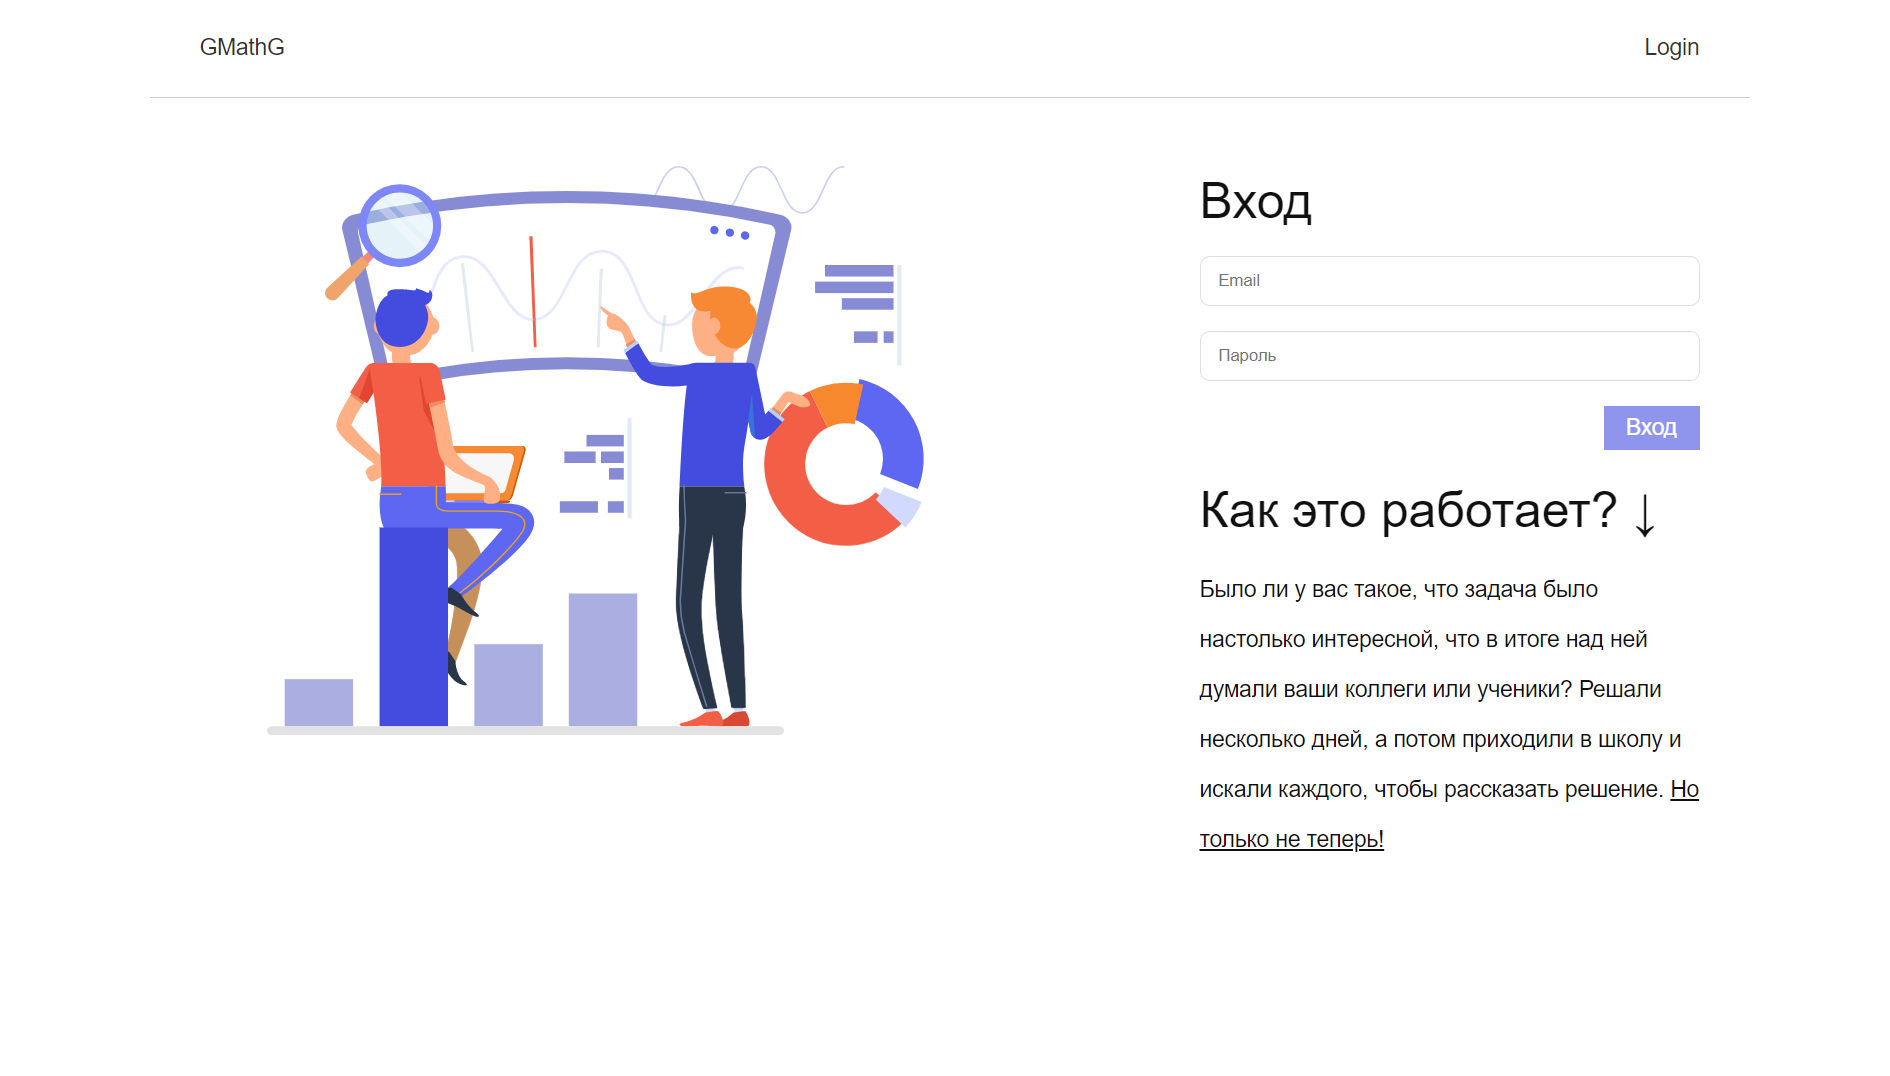 GMathG
Login
Вход
Email
Пароль
Вход
Как это работает? ↓
Было ли у вас такое, что задача было
настолько интересной, что в итоге над ней
думали ваши коллеги или ученики? Решали
несколько дней, а потом приходили в школу и
искали каждого, чтобы рассказать решение. Но
только не теперь!